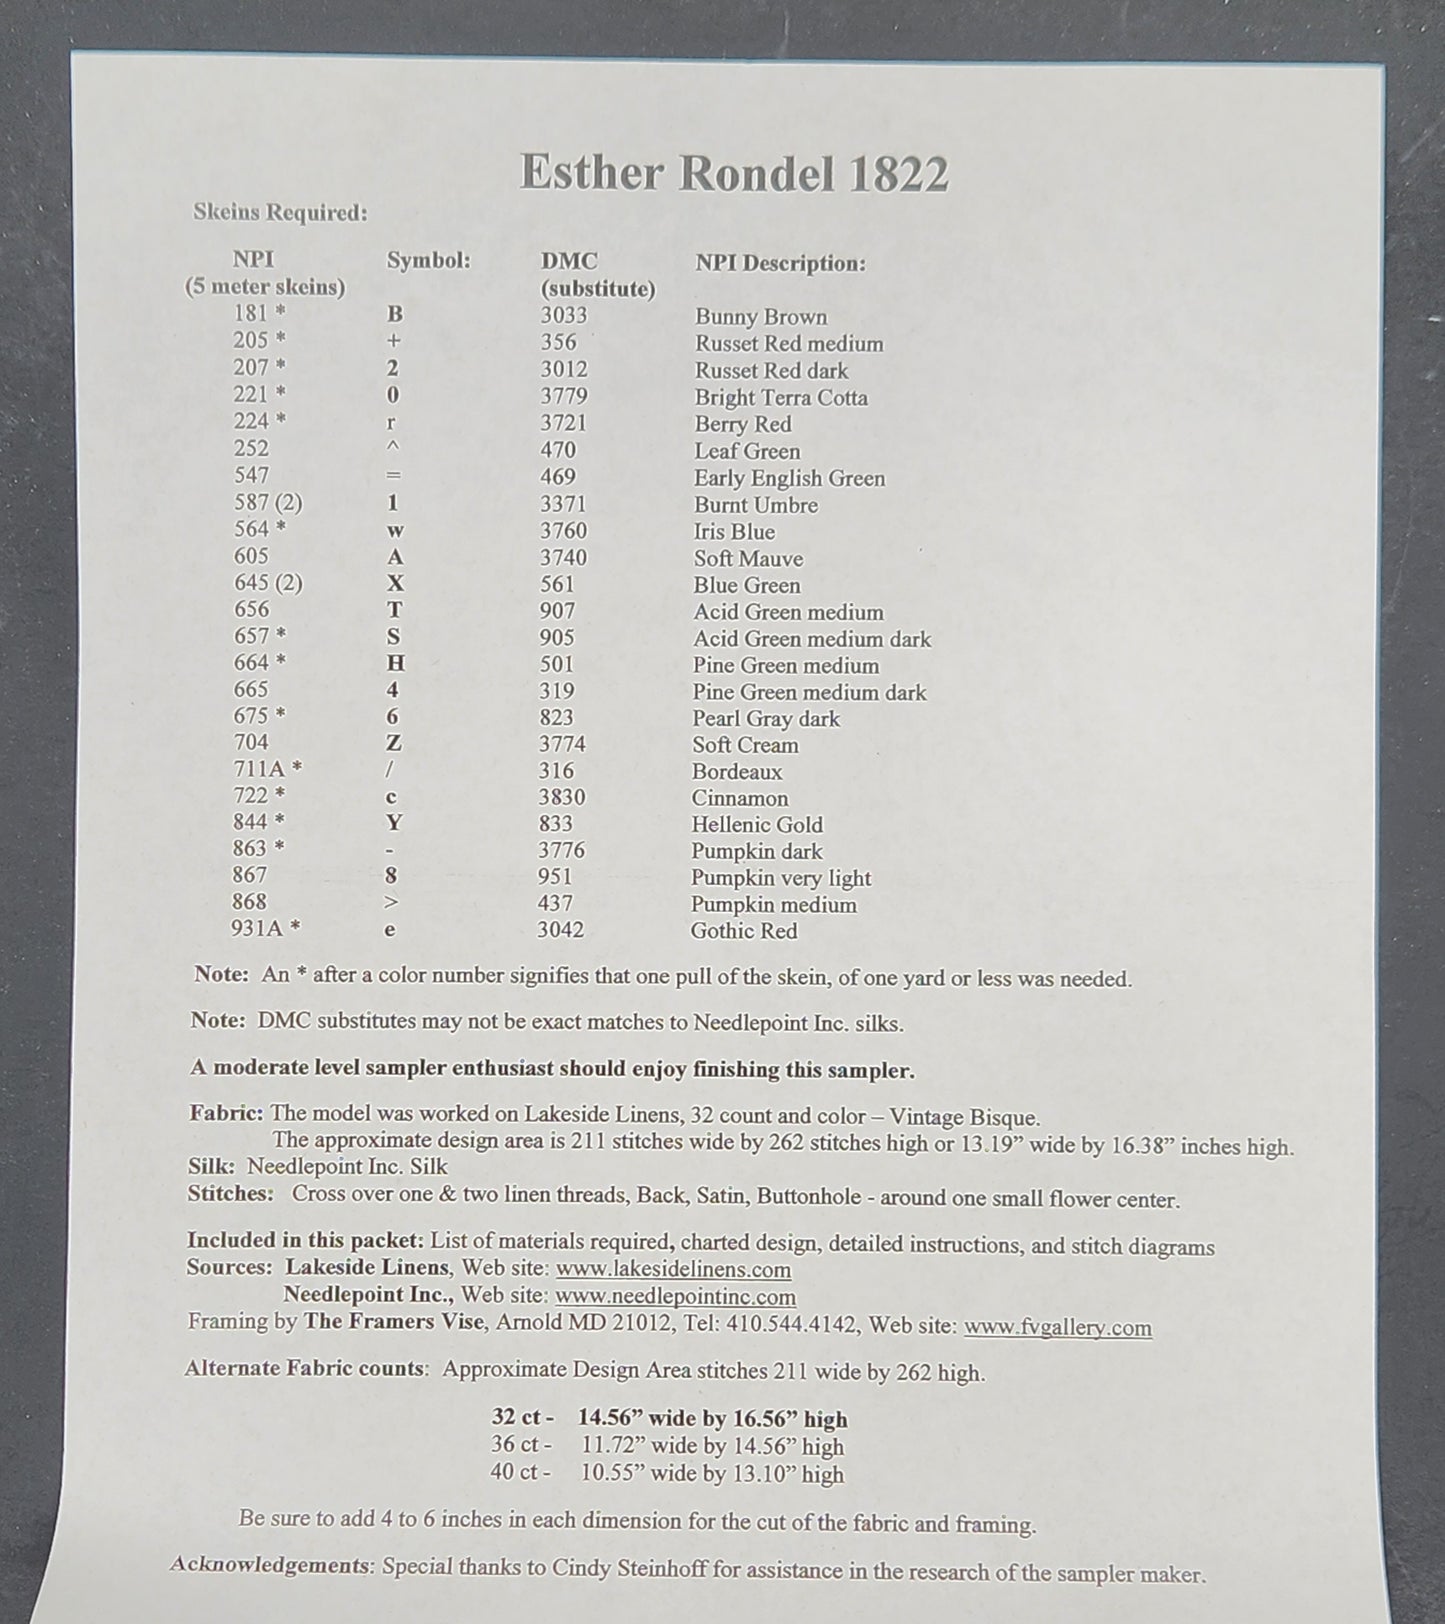 Esther Rondel 1822
Skeins Required:
NPI Symbol: DMC NPI Description:
(5 meter skeins) (substitute)
181 * B 3033 Bunny Brown
205 * + 356 Russet Red medium
207 * 2 3012 Russet Red dark
221 * 0 3779 Bright Terra Cotta
224 * r 3721 Berry Red
252 ^ 470 Leaf Green
547 = 469 Early English Green
587 (2) 1 3371 Burnt Umbre
564 * w 3760 Iris Blue
605 A 3740 Soft Mauve
645 (2) X 561 Blue Green
656 T 907 Acid Green medium
657 * S 905 Acid Green medium dark
664 * H 501 Pine Green medium
665 4 319 Pine Green medium dark
675 * 6 823 Pearl Gray dark
704 Z 3774 Soft Cream
711A * / 316 Bordeaux
722 * c 3830 Cinnamon
844 * Y 833 Hellenic Gold
863 * - 3776 Pumpkin dark
867 8 951 Pumpkin very light
868 > 437 Pumpkin medium
931A * e 3042 Gothic Red
Note: An * after a color number signifies that one pull of the skein, of one yard or less was needed.
Note: DMC substitutes may not be exact matches to Needlepoint Inc. silks.
A moderate level sampler enthusiast should enjoy finishing this sampler.
Fabric: The model was worked on Lakeside Linens, 32 count and color – Vintage Bisque.
The approximate design area is 211 stitches wide by 262 stitches high or 13.19” wide by 16.38” inches high.
Silk: Needlepoint Inc. Silk
Stitches: Cross over one & two linen threads, Back, Satin, Buttonhole - around one small flower center.
Included in this packet: List of materials required, charted design, detailed instructions, and stitch diagrams
Sources: Lakeside Linens, Web site: www.lakesidelinens.com
Needlepoint Inc., Web site: www.needlepointinc.com
Framing by The Framers Vise, Arnold MD 21012, Tel: 410.544.4142, Web site: www.fvgallery.com
Alternate Fabric counts: Approximate Design Area stitches 211 wide by 262 high.
32 ct - 14.56” wide by 16.56” high
36 ct - 11.72” wide by 14.56” high
40 ct - 10.55” wide by 13.10” high
Be sure to add 4 to 6 inches in each dimension for the cut of the fabric and framing.
Acknowledgements: Special thanks to Cindy Steinhoff for assistance in the research of the sampler maker.